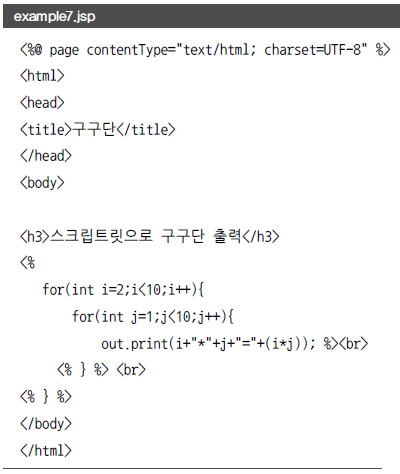 example7.jsp
<%@ page contentType="text/html; charset=UTF-8" %>
<html>
<head>
<title>구구단</title>
</head>
<body>
<h3>스크립트릿으로 구구단 출력</h3>
<%
for(int i=2;i<10;i++){
for(int j=1;j<10;j++){
out.print(i+"*"+j+"="+(i*j)); %><br>
<% } %> <br>
<% } %>
</body>
</html>